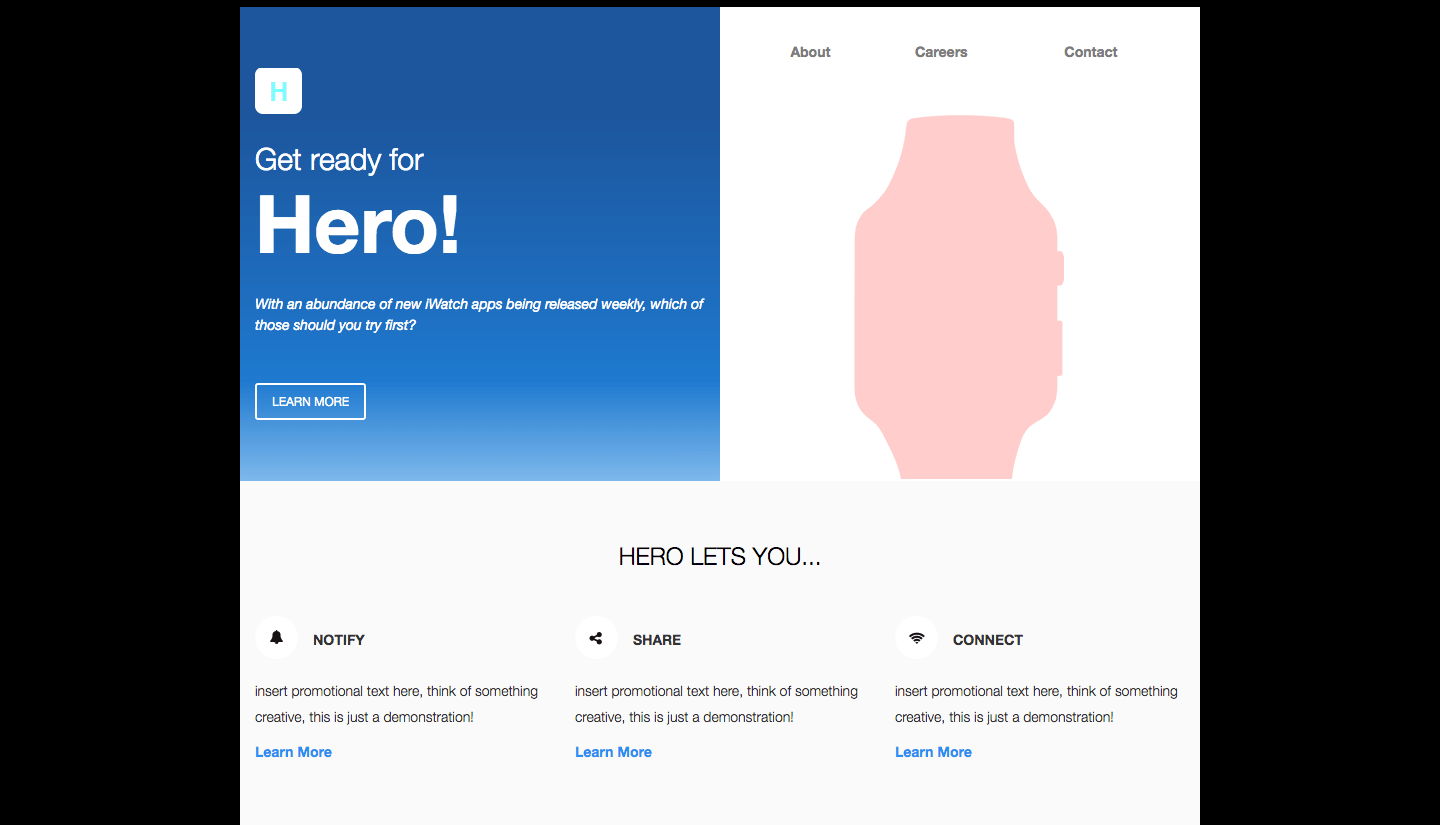 About Careers Contact
H
Get ready for
Hero!
With an abundance of new iWatch apps being released weekly, which of
those should you try first?
LEARN MORE
HERO LETS YOU...
NOTIFY
insert promotional text here, think of something
creative, this is just a demonstration!
Learn More
SHARE
insert promotional text here, think of something
creative, this is just a demonstration!
Learn More
CONNECT
insert promotional text here, think of something
creative, this is just a demonstration!
Learn More